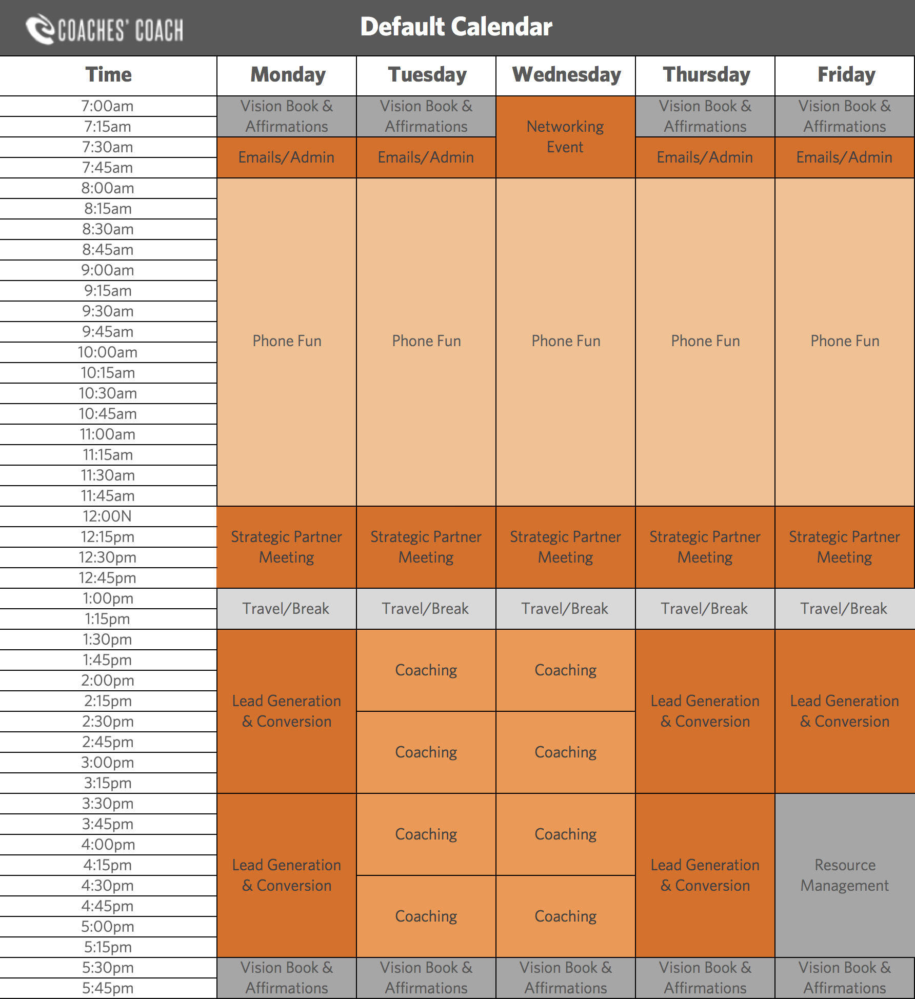 COACHES' COACH
Default Calendar
Time Monday Tuesday Wednesday Thursday Friday
7:00am Vision Book & Vision Book & Vision Book & Vision Book &
7:15am Affirmations Affirmations Networking Affirmations Affirmations
7:30am Event
Emails/Admin Emails/Admin Emails/Admin Emails/Admin
7:45am
8:00am
8:15am
8:30am
8:45am
9:00am
9:15am
9:30am
9:45am
Phone Fun Phone Fun Phone Fun Phone Fun Phone Fun
10:00am
10:15am
10:30am
10:45am
11:00am
11:15am
11:30am
11:45am
12:00N
12:15pm Strategic Partner Strategic Partner Strategic Partner Strategic Partner Strategic Partner
12:30pm Meeting Meeting Meeting Meeting Meeting
12:45pm
1:00pm
Travel/Break Travel/Break Travel/Break Travel/Break Travel/Break
1:15pm
1:30pm
1:45pm
Coaching Coaching
2:00pm
2:15pm Lead Generation Lead Generation Lead Generation
2:30pm & Conversion & Conversion & Conversion
2:45pm
Coaching Coaching
3:00pm
3:15pm
3:30pm
3:45pm
Coaching Coaching
4:00pm
4:15pm Lead Generation Lead Generation Resource
4:30pm & Conversion & Conversion Management
4:45pm
Coaching Coaching
5:00pm
5:15pm
5:30pm Vision Book & Vision Book & Vision Book & Vision Book & Vision Book &
5:45pm Affirmations Affirmations Affirmations Affirmations Affirmations